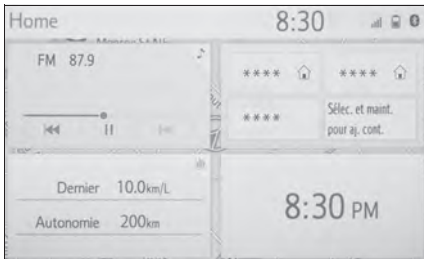 Home 8:30
FM 87.9
**** ****
**** Sélec. et maint.
pour aj. cont.
Dernier 10.0km/L
Autonomie 200km
8:30 PM